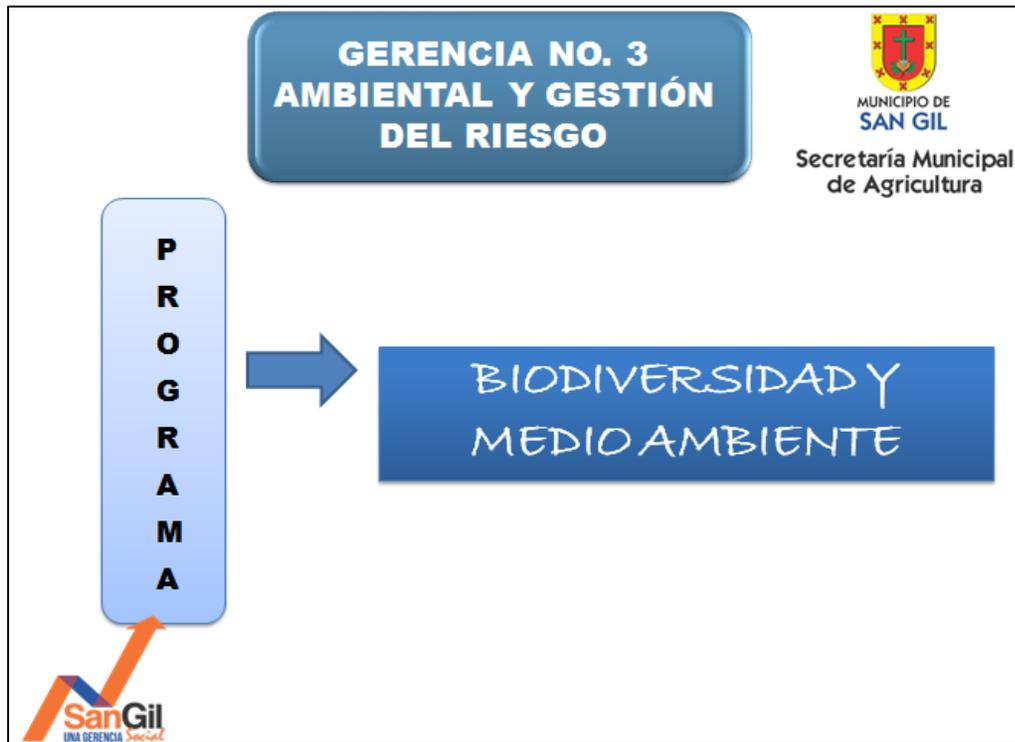 GERENCIA NO. 3
AMBIENTAL Y GESTIÓN
DEL RIESGO
MUNICIPIO DE
SAN GIL
Secretaría Municipal
de Agricultura
P
R
O
G
R
A
M
A
BIODIVERSIDAD Y
MEDIO AMBIENTE
SanGil
UNA GERENCIA Social